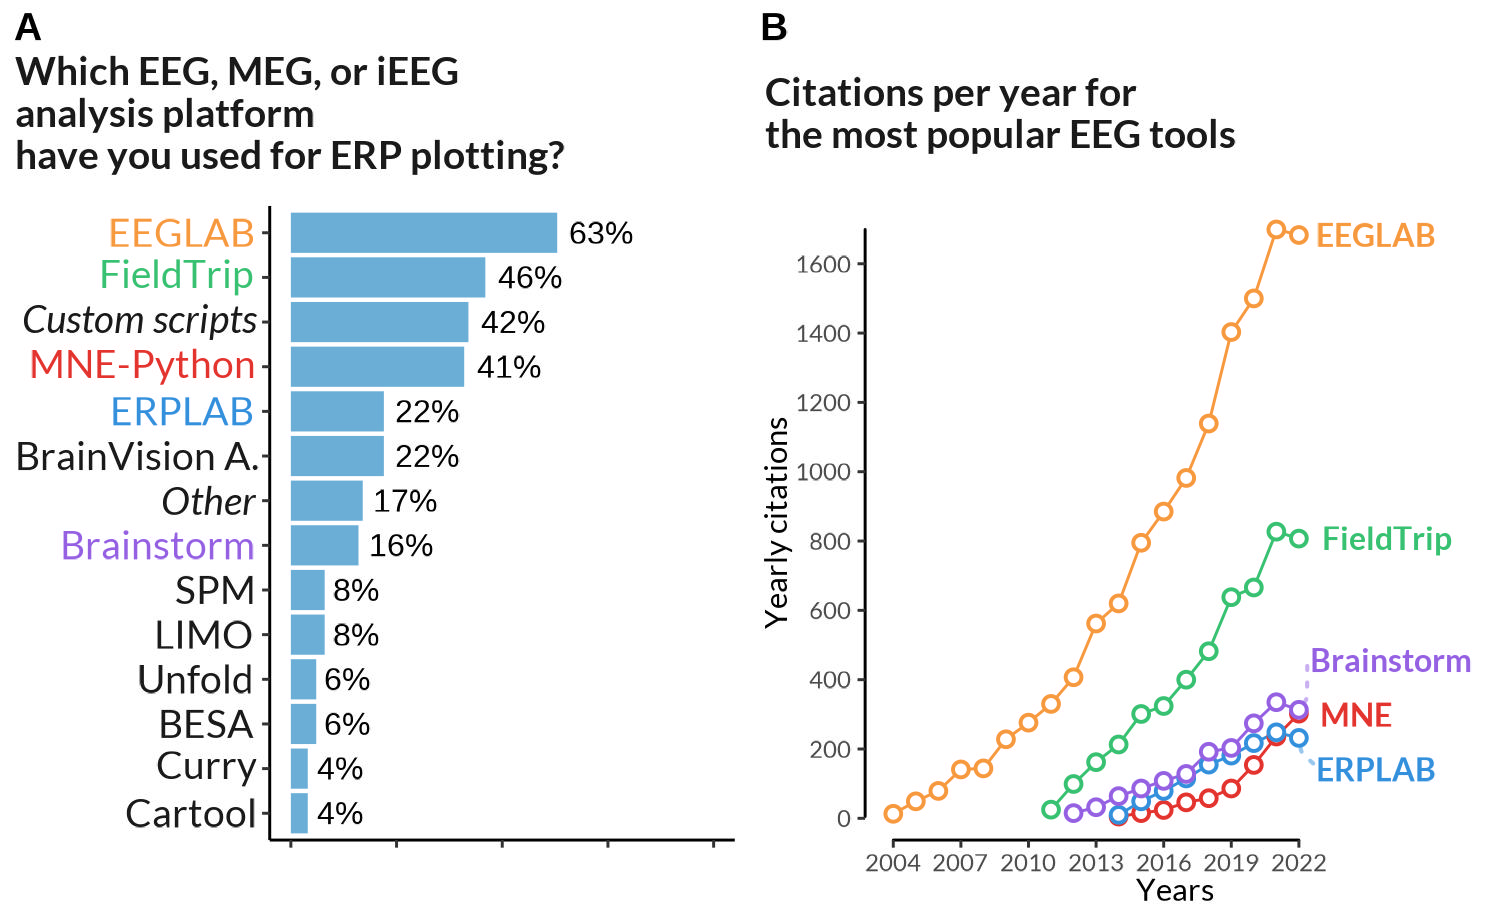 A
Which EEG, MEG, or iEEG
analysis platform
have you used for ERP plotting?
EEGLAB 63%
FieldTrip 46%
Custom scripts 42%
MNE-Python 41%
ERPLAB 22%
BrainVision A. 22%
Other 17%
Brainstorm 16%
SPM 8%
LIMO 8%
Unfold 6%
BESA 6%
Curry 4%
Cartool 4%
B
Citations per year for
the most popular EEG tools
Yearly citations
1600
1400
1200
1000
800
600
400
200
0
EEGLAB
FieldTrip
Brainstorm
MNE
ERPLAB
2004 2007 2010 2013 2016 2019 2022
Years